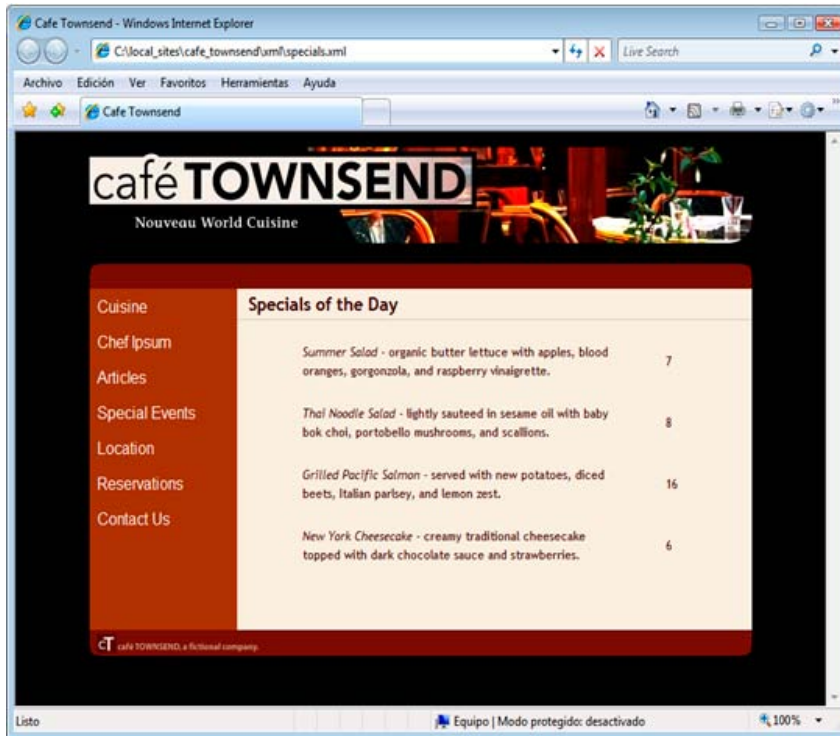 Cafe Townsend - Windows Internet Explorer
C:\local_sites\cafe_townsend\xml\specials.xml
Live Search
Archivo Edición Ver Favoritos Herramientas Ayuda
Cafe Townsend
café TOWNSEND
Nouveau World Cuisine
Cuisine
Chef Ipsum
Articles
Special Events
Location
Reservations
Contact Us
Specials of the Day
Summer Salad - organic butter lettuce with apples, blood
oranges, gorgonzola, and raspberry vinaigrette.
7
Thai Noodle Salad - lightly sauteed in sesame oil with baby
bok choi, portobello mushrooms, and scallions.
8
Grilled Pacific Salmon - served with new potatoes, diced
beets, Italian parlsey, and lemon zest.
16
New York Cheesecake - creamy traditional cheesecake
topped with dark chocolate sauce and strawberries.
6
cT café TOWNSEND, a fictional company.
Listo
Equipo | Modo protegido: desactivado
100%